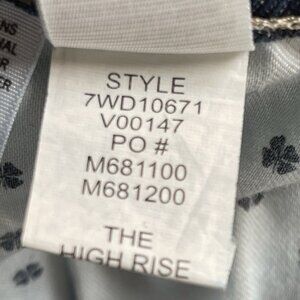 STYLE
7WD10671
V00147
PO #
M681100
M681200
THE
HIGH RISE